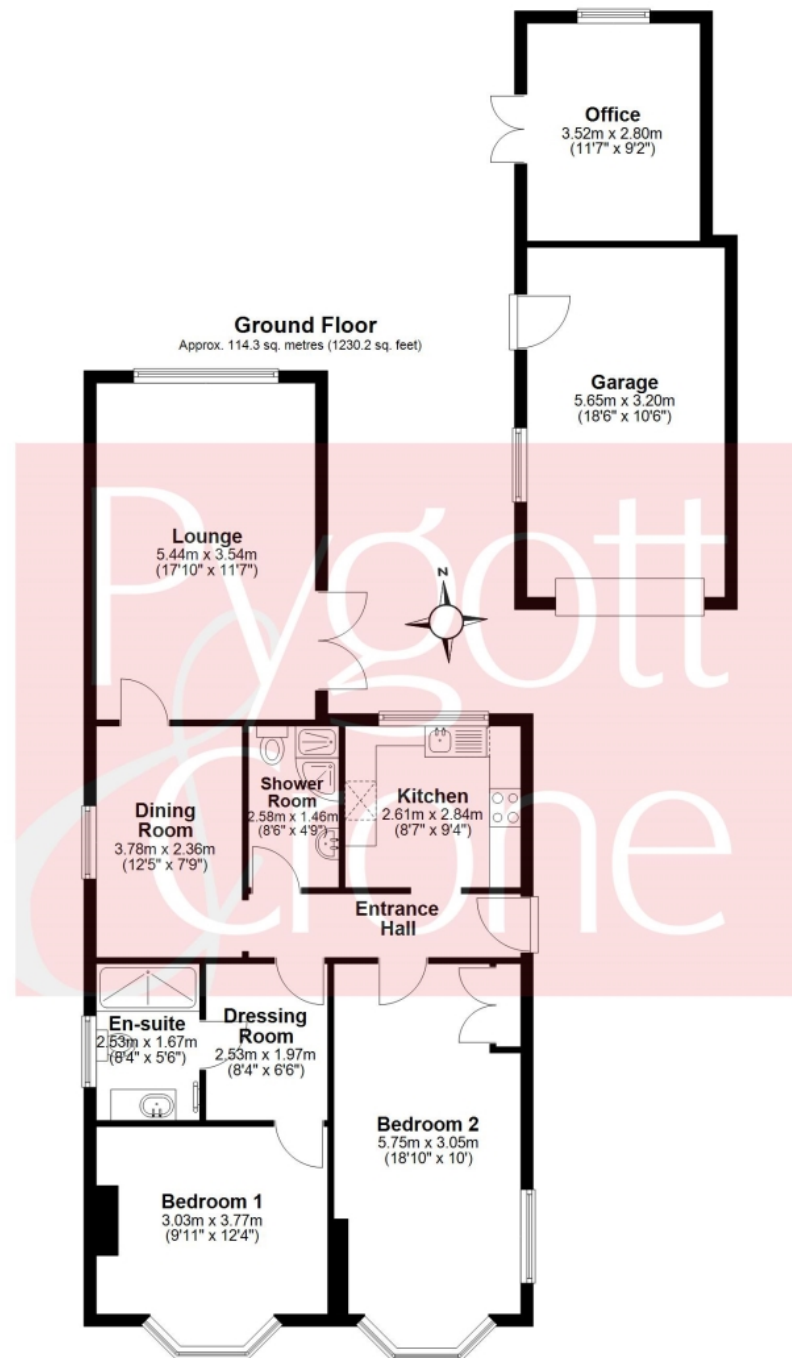 Office
3.52m x 2.80m
(11'7" x 9'2")
Ground Floor
Approx. 114.3 sq. metres (1230.2 sq. feet)
Garage
5.65m x 3.20m
(18'6" x 10'6")
Lounge
5.44m x 3.54m
(17'10" x 11'7")
N
Pygott
& Crone
Shower
Room
2.58m x 1.46m
(8'6" x 4'9")
Kitchen
2.61m x 2.84m
(8'7" x 9'4")
Dining
Room
3.78m x 2.36m
(12'5" x 7'9")
Entrance
Hall
En-suite
2.53m x 1.67m
(8'4" x 5'6")
Dressing
Room
2.53m x 1.97m
(8'4" x 6'6")
Bedroom 2
5.75m x 3.05m
(18'10" x 10')
Bedroom 1
3.03m x 3.77m
(9'11" x 12'4")